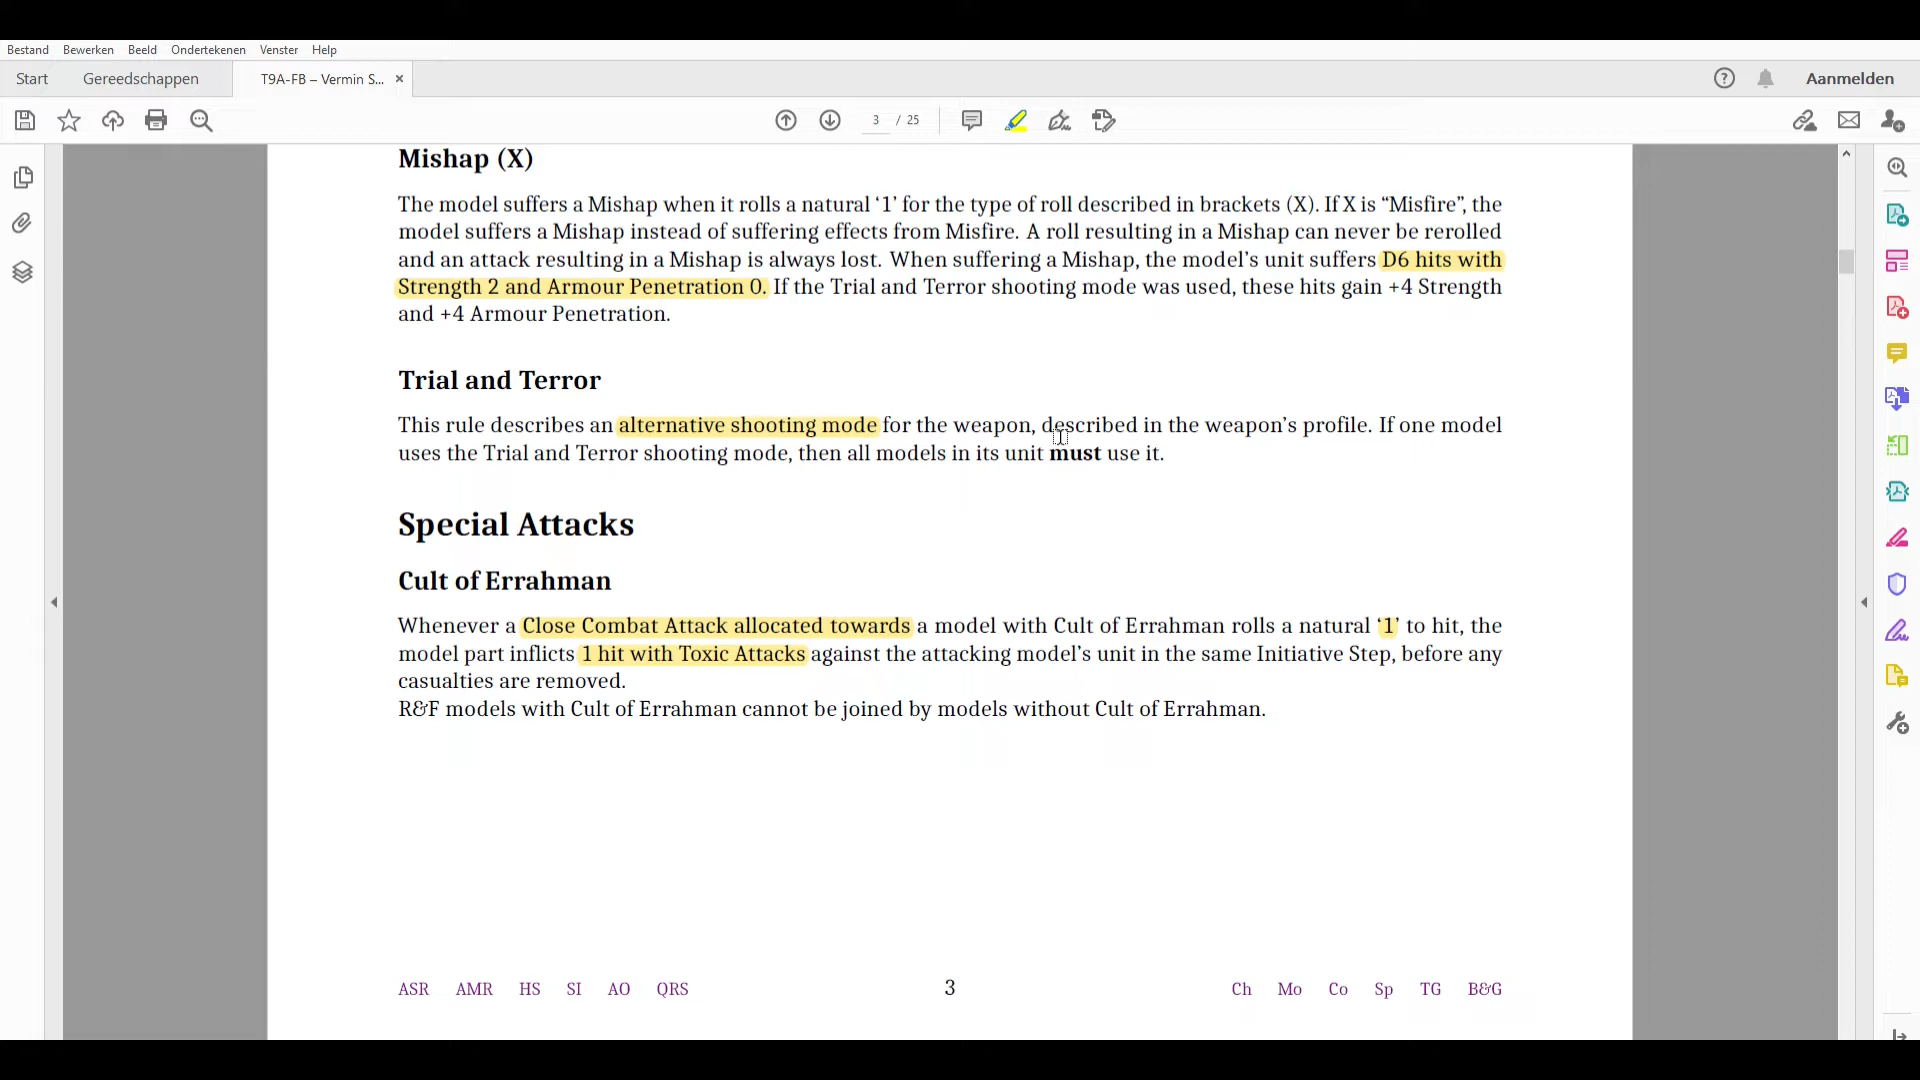 Bestand Bewerken Beeld Ondertekenen Venster Help
Start Gereedschappen T9A-FB – Vermin S... × Aanmelden
3 / 25
Mishap (X)
The model suffers a Mishap when it rolls a natural ‘1’ for the type of roll described in brackets (X). If X is “Misfire”, the
model suffers a Mishap instead of suffering effects from Misfire. A roll resulting in a Mishap can never be rerolled
and an attack resulting in a Mishap is always lost. When suffering a Mishap, the model’s unit suffers D6 hits with
Strength 2 and Armour Penetration 0. If the Trial and Terror shooting mode was used, these hits gain +4 Strength
and +4 Armour Penetration.
Trial and Terror
This rule describes an alternative shooting mode for the weapon, described in the weapon’s profile. If one model
uses the Trial and Terror shooting mode, then all models in its unit must use it.
Special Attacks
Cult of Errahman
Whenever a Close Combat Attack allocated towards a model with Cult of Errahman rolls a natural ‘1’ to hit, the
model part inflicts 1 hit with Toxic Attacks against the attacking model’s unit in the same Initiative Step, before any
casualties are removed.
R&F models with Cult of Errahman cannot be joined by models without Cult of Errahman.
ASR AMR HS SI AO QRS 3 Ch Mo Co Sp TG B&G